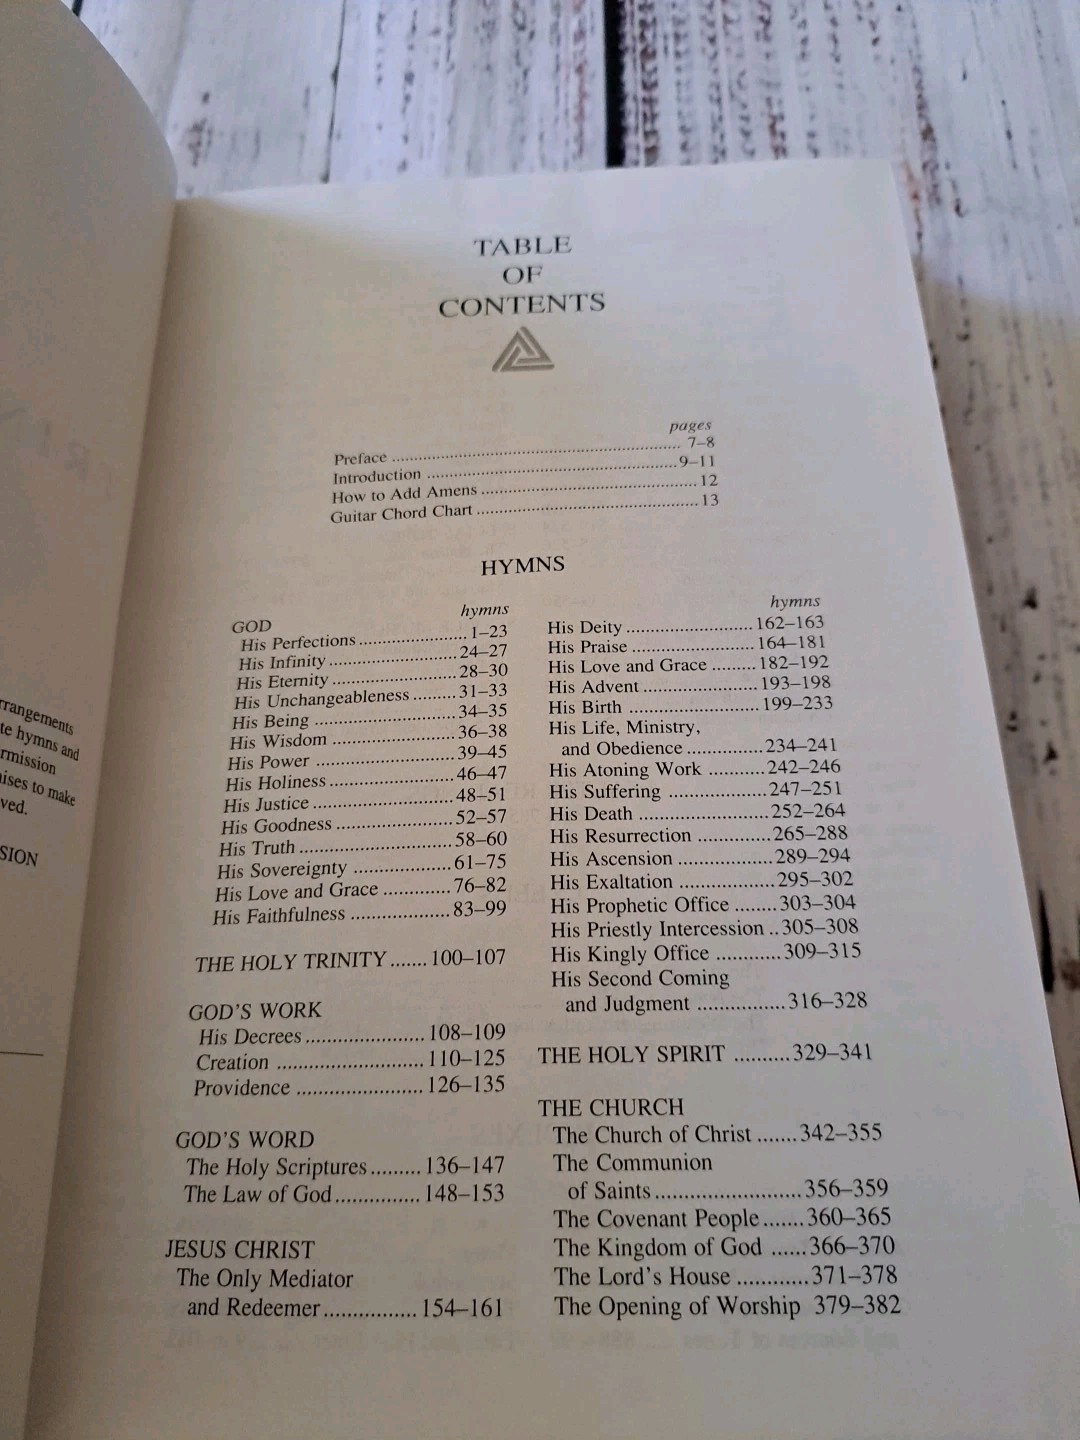 rrangements
te hymns and
rmission
ises to make
ved.
SION
TABLE
OF
CONTENTS
pages
Preface ........ 7–8
Introduction ........ 9–11
How to Add Amens ........ 12
Guitar Chord Chart ........ 13
HYMNS
hymns
GOD
His Perfections ........ 1–23
His Infinity ........ 24–27
His Eternity ........ 28–30
His Unchangeableness ........ 31–33
His Being ........ 34–35
His Wisdom ........ 36–38
His Power ........ 39–45
His Holiness ........ 46–47
His Justice ........ 48–51
His Goodness ........ 52–57
His Truth ........ 58–60
His Sovereignty ........ 61–75
His Love and Grace ........ 76–82
His Faithfulness ........ 83–99
THE HOLY TRINITY ....... 100–107
GOD'S WORK
His Decrees ........ 108–109
Creation ........ 110–125
Providence ........ 126–135
GOD'S WORD
The Holy Scriptures ......... 136–147
The Law of God ........ 148–153
JESUS CHRIST
The Only Mediator
and Redeemer ........ 154–161
hymns
His Deity ........ 162–163
His Praise ........ 164–181
His Love and Grace ......... 182–192
His Advent ........ 193–198
His Birth ........ 199–233
His Life, Ministry,
and Obedience ........ 234–241
His Atoning Work ........ 242–246
His Suffering ........ 247–251
His Death ........ 252–264
His Resurrection ........ 265–288
His Ascension ........ 289–294
His Exaltation ........ 295–302
His Prophetic Office ........ 303–304
His Priestly Intercession .. 305–308
His Kingly Office ........ 309–315
His Second Coming
and Judgment ........ 316–328
THE HOLY SPIRIT .......... 329–341
THE CHURCH
The Church of Christ ....... 342–355
The Communion
of Saints ........ 356–359
The Covenant People ....... 360–365
The Kingdom of God ...... 366–370
The Lord's House ........ 371–378
The Opening of Worship 379–382